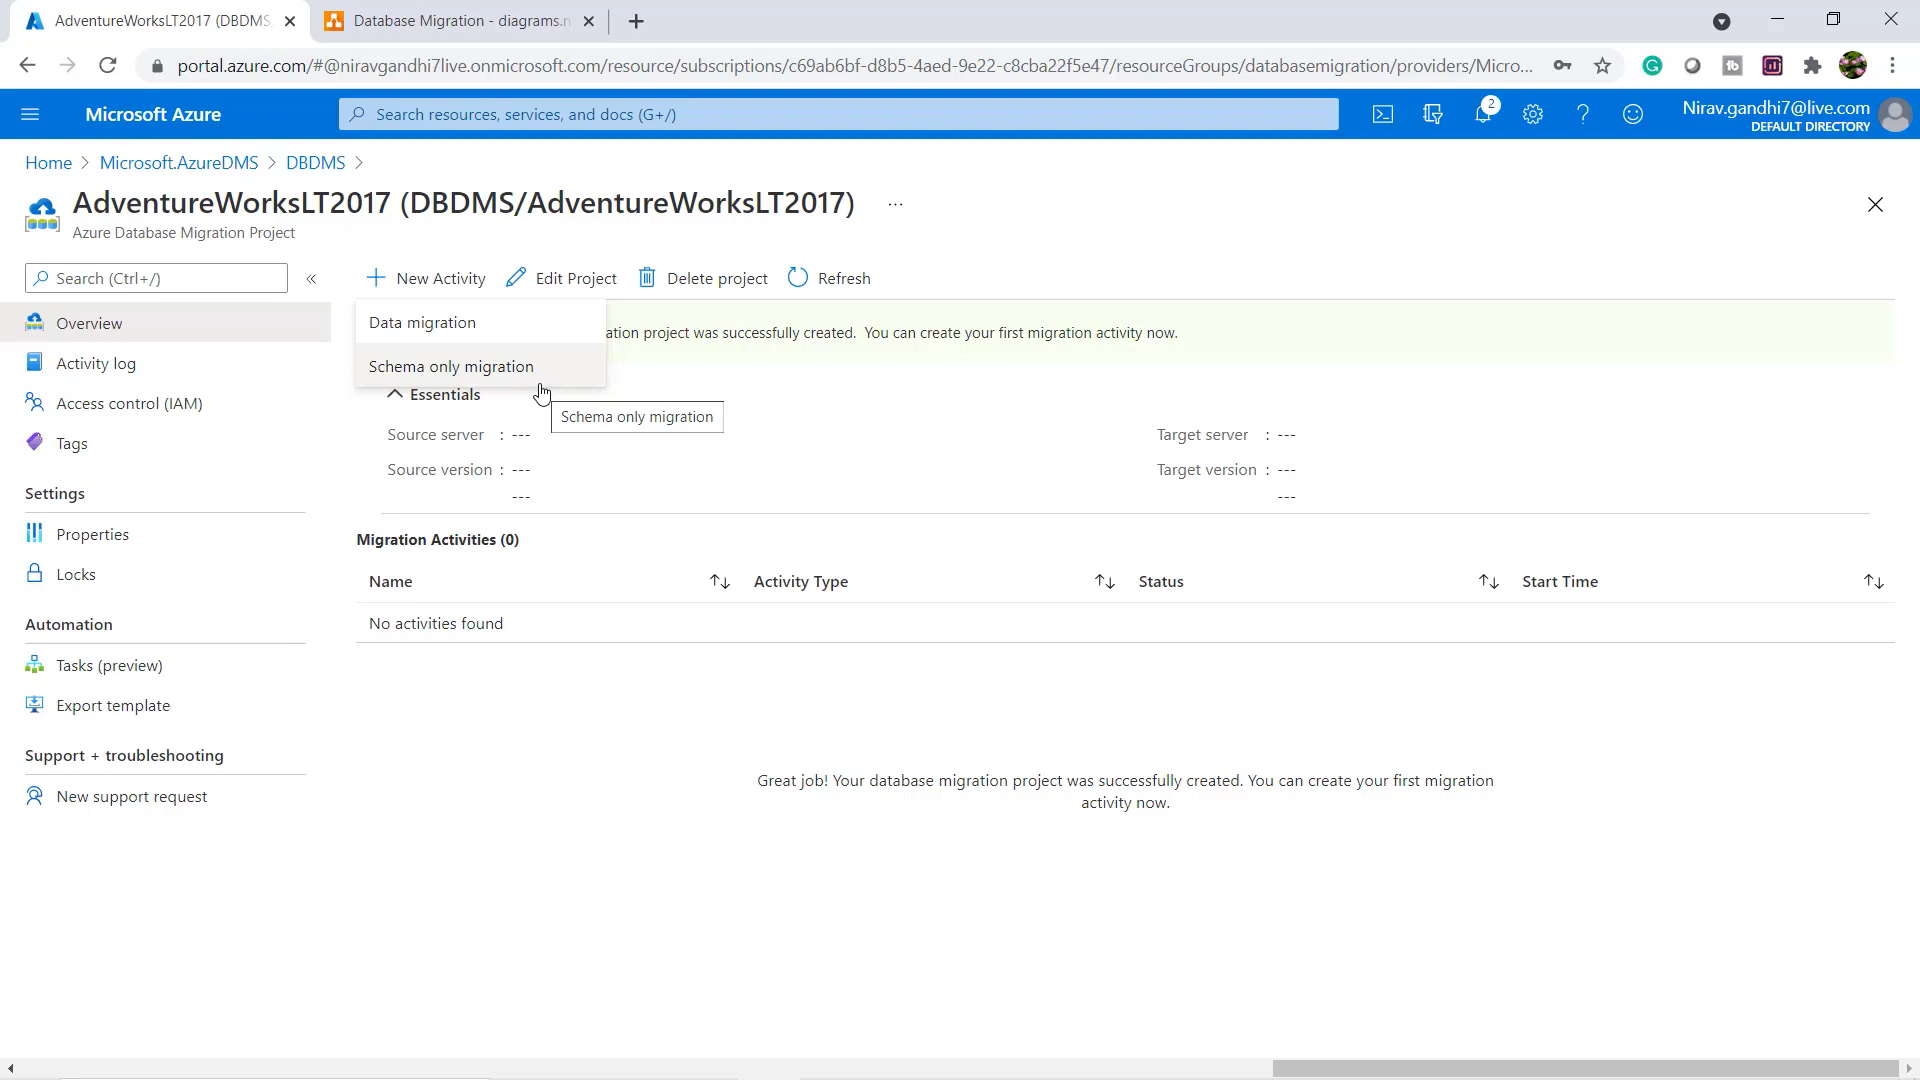 AdventureWorksLT2017 (DBDMS
Database Migration - diagrams.n
portal.azure.com/#@niravgandhi7live.onmicrosoft.com/resource/subscriptions/c69ab6bf-d8b5-4aed-9e22-c8cba22f5e47/resourceGroups/databasemigration/providers/Micro...
Microsoft Azure
Search resources, services, and docs (G+/)
2
Nirav.gandhi7@live.com
DEFAULT DIRECTORY
Home > Microsoft.AzureDMS > DBDMS >
AdventureWorksLT2017 (DBDMS/AdventureWorksLT2017) ...
Azure Database Migration Project
Search (Ctrl+/)
«
New Activity
Edit Project
Delete project
Refresh
Data migration
Schema only migration
ation project was successfully created. You can create your first migration activity now.
Schema only migration
Overview
Activity log
Access control (IAM)
Tags
Settings
Properties
Locks
Automation
Tasks (preview)
Export template
Support + troubleshooting
New support request
Essentials
Source server : ---
Source version : ---
---
Target server : ---
Target version : ---
---
Migration Activities (0)
Name
Activity Type
Status
Start Time
No activities found
Great job! Your database migration project was successfully created. You can create your first migration
activity now.